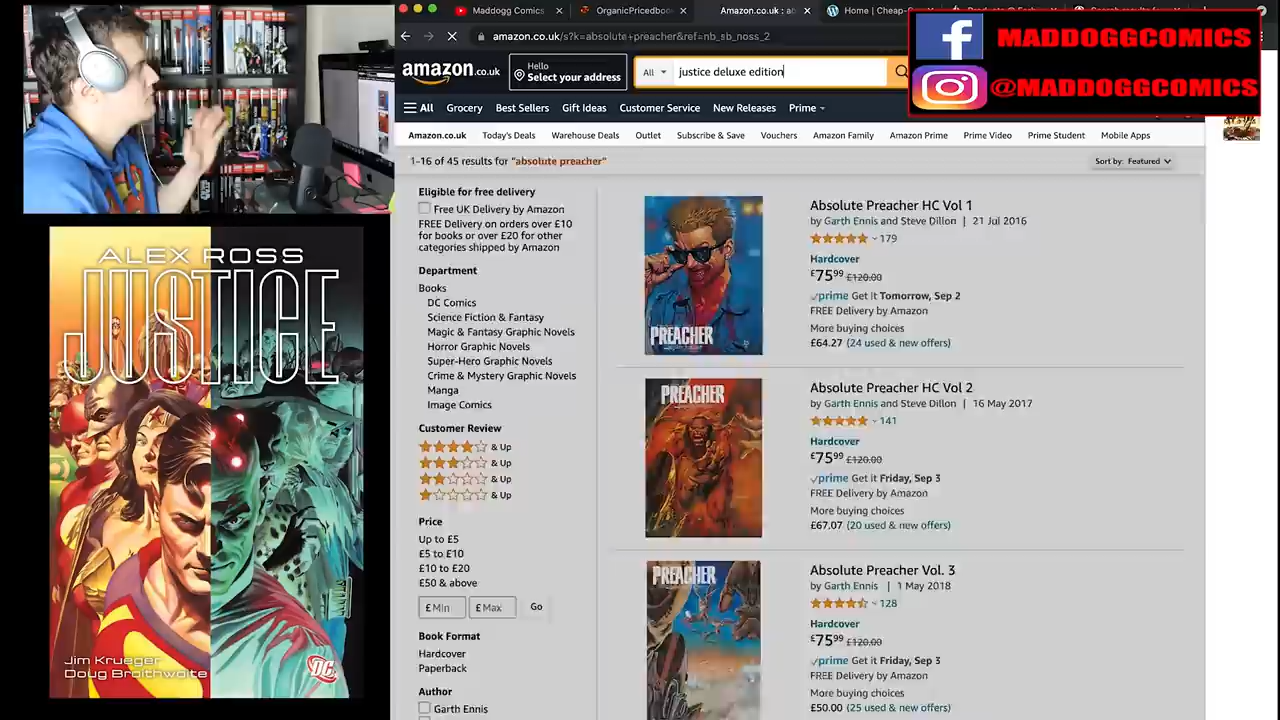 Maddogg Comics
Amazon.co.uk : ab
Cheap-
amazon.co.uk/s?k=absolute+preacher&ref=nb_sb_noss_2
MADDOGGCOMICS
@MADDOGGCOMICS
amazon.co.uk
Hello
Select your address
All
justice deluxe edition
All
Grocery
Best Sellers
Gift Ideas
Customer Service
New Releases
Prime
Amazon.co.uk
Today's Deals
Warehouse Deals
Outlet
Subscribe & Save
Vouchers
Amazon Family
Amazon Prime
Prime Video
Prime Student
Mobile Apps
1-16 of 45 results for "absolute preacher"
Sort by: Featured
Eligible for free delivery
Free UK Delivery by Amazon
FREE Delivery on orders over £10
for books or over £20 for other
categories shipped by Amazon
Department
Books
DC Comics
Science Fiction & Fantasy
Magic & Fantasy Graphic Novels
Horror Graphic Novels
Super-Hero Graphic Novels
Crime & Mystery Graphic Novels
Manga
Image Comics
Customer Review
& Up
& Up
& Up
& Up
Price
Up to £5
£5 to £10
£10 to £20
£50 & above
£ Min
£ Max
Go
Book Format
Hardcover
Paperback
Author
Garth Ennis
PREACHER
Absolute Preacher HC Vol 1
by Garth Ennis and Steve Dillon | 21 Jul 2016
179
Hardcover
£75.99 £120.00
prime Get it Tomorrow, Sep 2
FREE Delivery by Amazon
More buying choices
£64.27 (24 used & new offers)
PREACHER
Absolute Preacher HC Vol 2
by Garth Ennis and Steve Dillon | 16 May 2017
141
Hardcover
£75.99 £120.00
prime Get it Friday, Sep 3
FREE Delivery by Amazon
More buying choices
£67.07 (20 used & new offers)
PREACHER
Absolute Preacher Vol. 3
by Garth Ennis | 1 May 2018
128
Hardcover
£75.99 £120.00
prime Get it Friday, Sep 3
FREE Delivery by Amazon
More buying choices
£50.00 (25 used & new offers)
ALEX ROSS
JUSTICE
Jim Krueger
Doug Braithwaite
DC